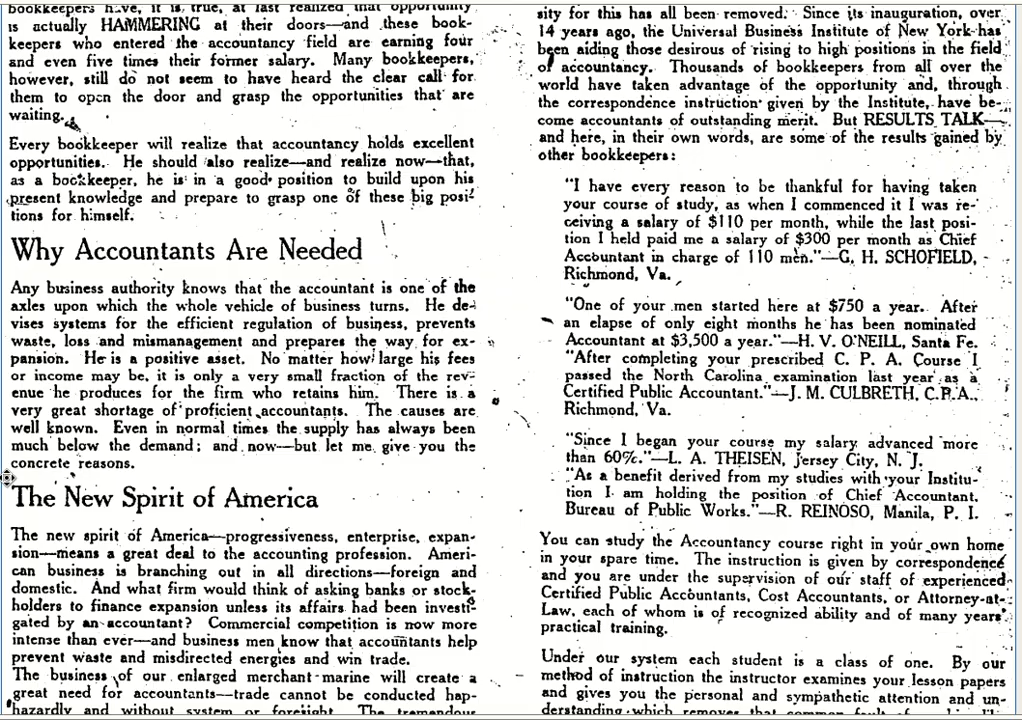 bookkeepers have, it is, true, at last realized that opportunity
is actually HAMMERING at their doors—and these book-
keepers who entered the accountancy field are earning four
and even five times their former salary. Many bookkeepers,
however, still do not seem to have heard the clear call for
them to open the door and grasp the opportunities that are
waiting.
Every bookkeeper will realize that accountancy holds excellent
opportunities. He should also realize—and realize now—that,
as a bookkeeper, he is in a good position to build upon his
present knowledge and prepare to grasp one of these big posi-
tions for himself.
Why Accountants Are Needed
Any business authority knows that the accountant is one of the
axles upon which the whole vehicle of business turns. He de-
vises systems for the efficient regulation of business, prevents
waste, loss and mismanagement and prepares the way for ex-
pansion. He is a positive asset. No matter how large his fees
or income may be, it is only a very small fraction of the rev-
enue he produces for the firm who retains him. There is a
very great shortage of proficient accountants. The causes are
well known. Even in normal times the supply has always been
much below the demand; and now—but let me give you the
concrete reasons.
The New Spirit of America
The new spirit of America—progressiveness, enterprise, expan-
sion—means a great deal to the accounting profession. Ameri-
can business is branching out in all directions—foreign and
domestic. And what firm would think of asking banks or stock-
holders to finance expansion unless its affairs had been investi-
gated by an accountant? Commercial competition is now more
intense than ever—and business men know that accountants help
prevent waste and misdirected energies and win trade.
The business of our enlarged merchant marine will create a
great need for accountants—trade cannot be conducted hap-
hazardly and without system or foresight. The tremendous
sity for this has all been removed. Since its inauguration, over
14 years ago, the Universal Business Institute of New York has
been aiding those desirous of rising to high positions in the field
of accountancy. Thousands of bookkeepers from all over the
world have taken advantage of the opportunity and, through
the correspondence instruction given by the Institute, have be-
come accountants of outstanding merit. But RESULTS TALK—
and here, in their own words, are some of the results gained by
other bookkeepers:
"I have every reason to be thankful for having taken
your course of study, as when I commenced it I was re-
ceiving a salary of $110 per month, while the last posi-
tion I held paid me a salary of $300 per month as Chief
Accountant in charge of 110 men."—G. H. SCHOFIELD,
Richmond, Va.
"One of your men started here at $750 a year. After
an elapse of only eight months he has been nominated
Accountant at $3,500 a year."—H. V. O'NEILL, Santa Fe.
"After completing your prescribed C. P. A. Course I
passed the North Carolina examination last year as a
Certified Public Accountant."—J. M. CULBRETH, C.P.A.,
Richmond, Va.
"Since I began your course my salary advanced more
than 60%."—L. A. THEISEN, Jersey City, N. J.
"As a benefit derived from my studies with your Institu-
tion I am holding the position of Chief Accountant,
Bureau of Public Works."—R. REINOSO, Manila, P. I.
You can study the Accountancy course right in your own home
in your spare time. The instruction is given by correspondence
and you are under the supervision of our staff of experienced
Certified Public Accountants, Cost Accountants, or Attorney-at-
Law, each of whom is of recognized ability and of many years'
practical training.
Under our system each student is a class of one. By our
method of instruction the instructor examines your lesson papers
and gives you the personal and sympathetic attention and un-
derstanding which removes that common fault of